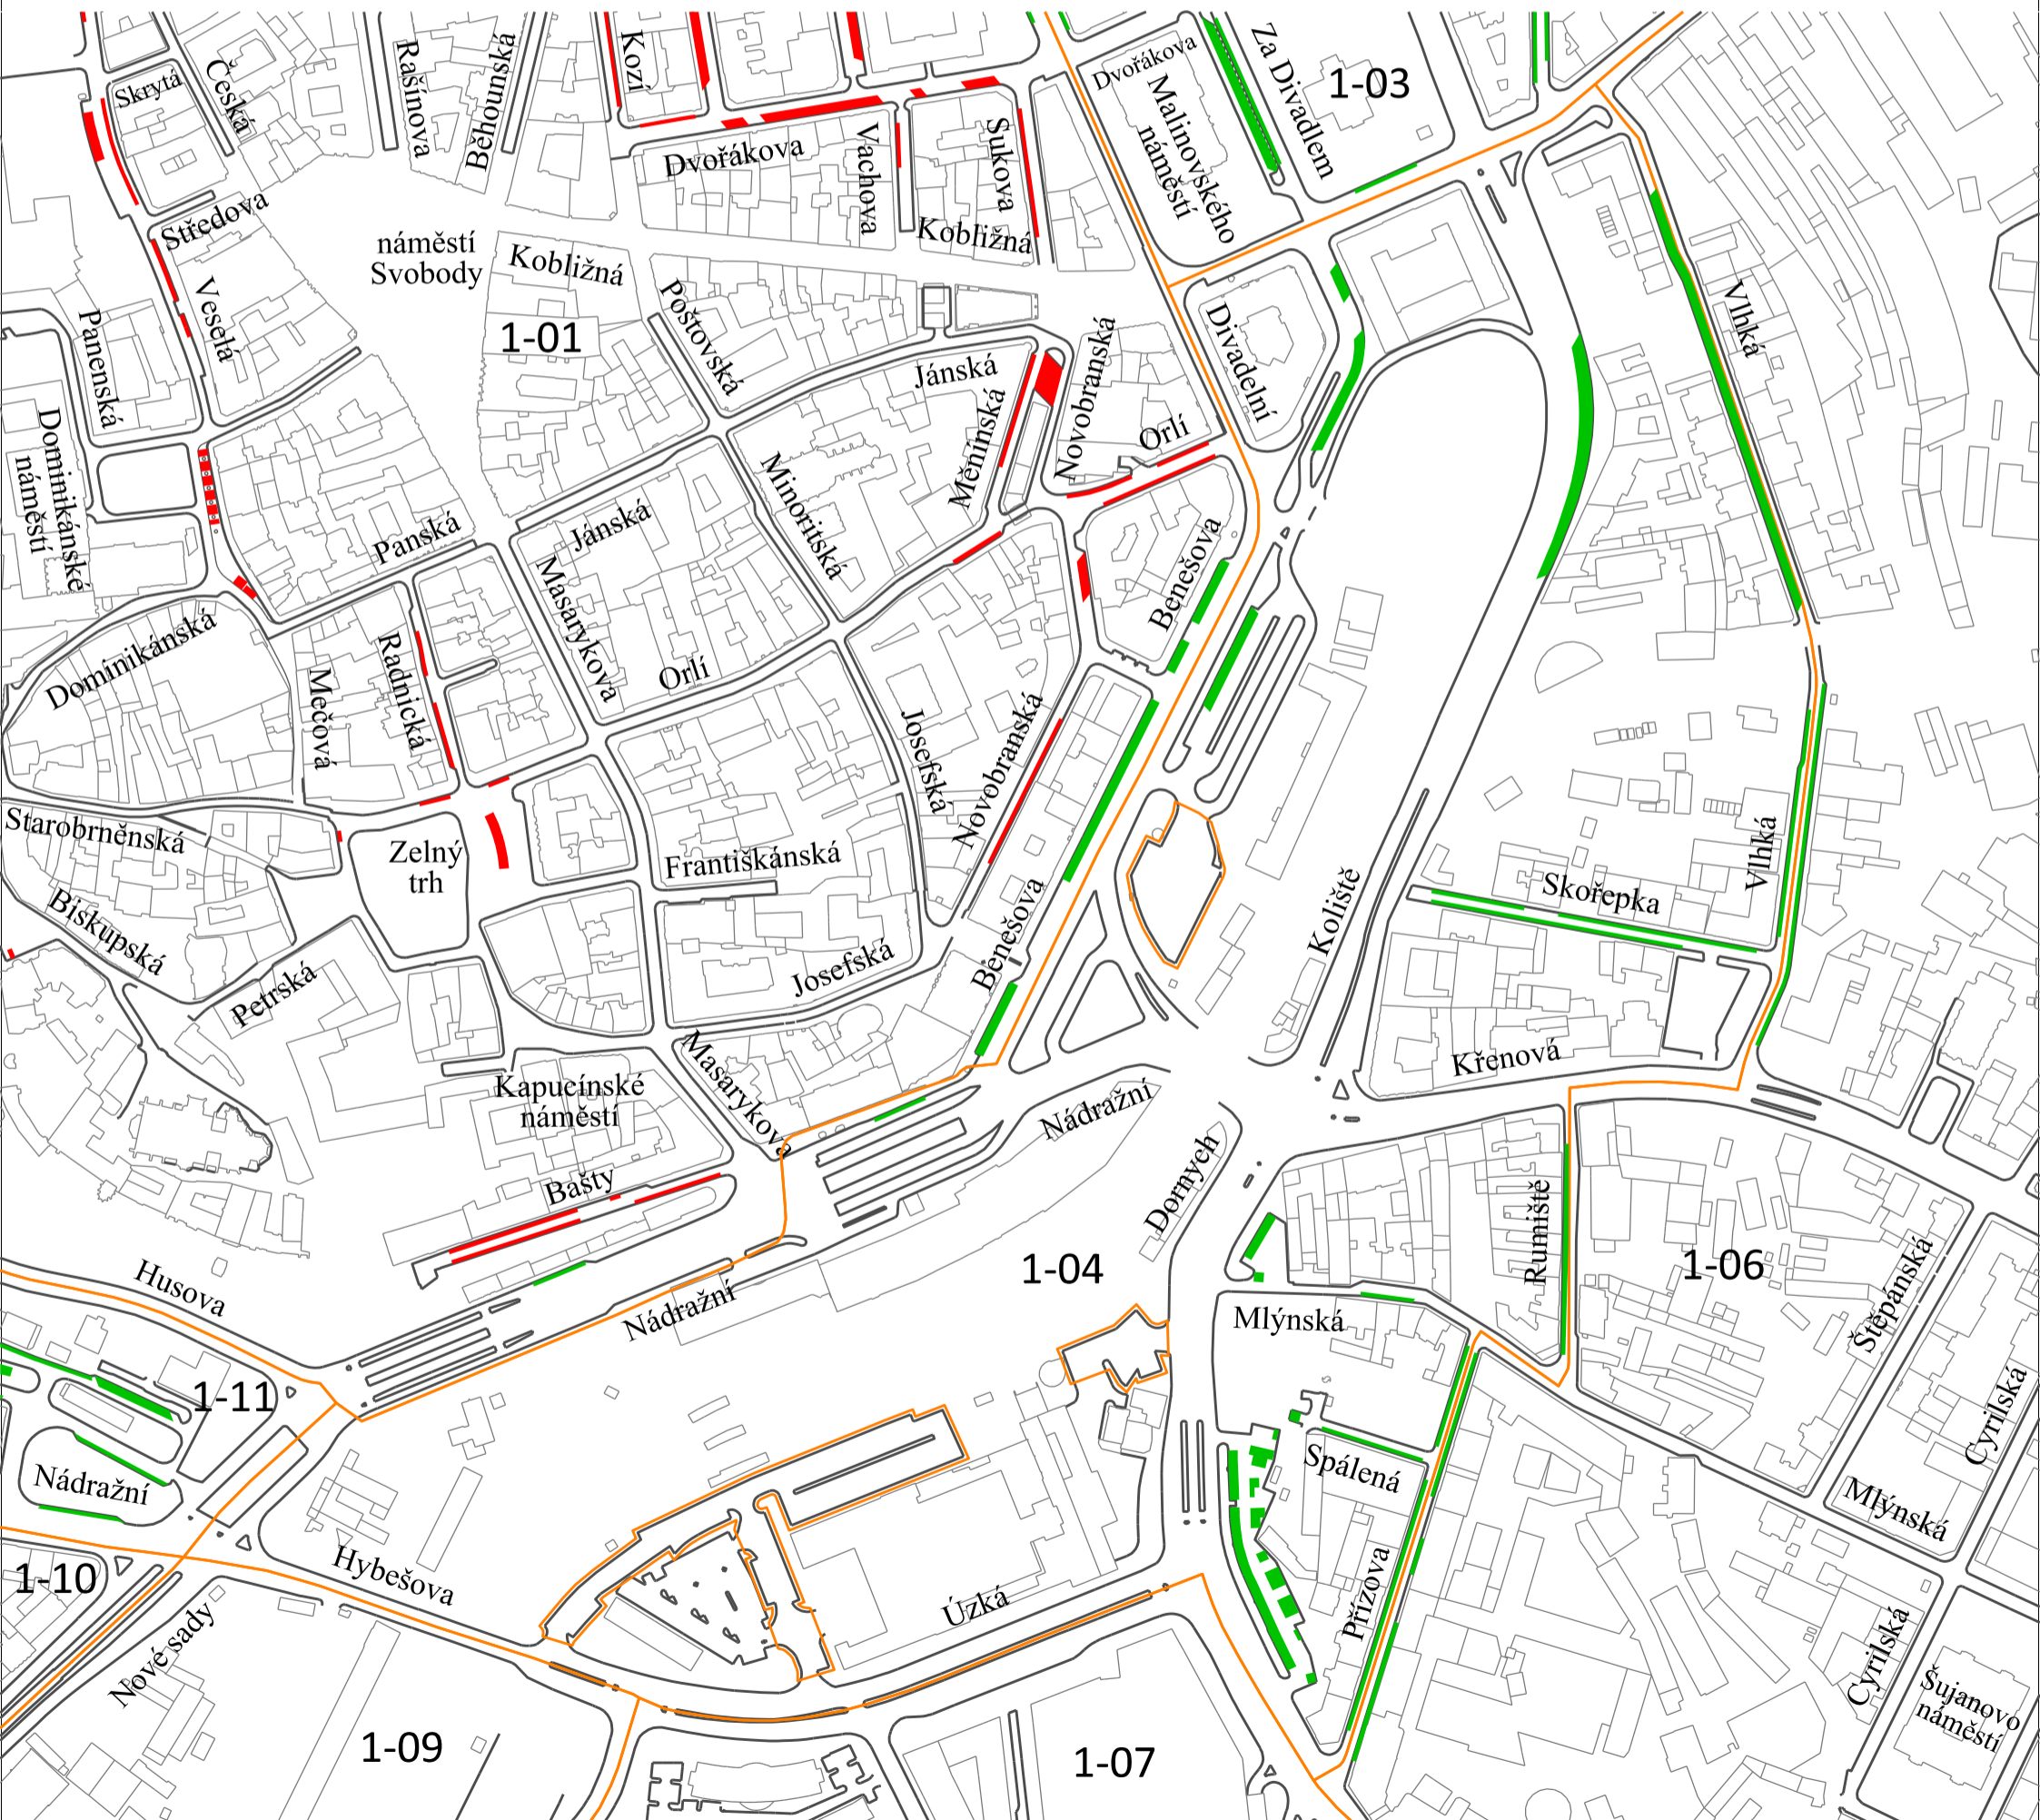 Skrytá
Česká
Rašínova
Běhounská
Kozí
Dvořákova
Za Divadlem
1-03
Malinovského
náměstí
Dvořákova
Vachova
Sukova
Kobližná
Středova
náměstí
Svobody
Kobližná
Veselá
Panenská
1-01
Poštovská
Jánská
Novobranská
Divadelní
Vlhká
Dominikánské
náměstí
Měnínská
Orlí
Panská
Jánská
Minoritská
Benešova
Masarykova
Dominikánská
Mečová
Radnická
Orlí
Josefská
Novobranská
Starobrněnská
Zelný
trh
Františkánská
Vlhká
Skořepka
Koliště
Benešova
Biskupská
Petrská
Josefská
Křenová
Masarykova
Kapucínské
náměstí
Nádražní
Dornych
Bašty
Rumiště
1-04
1-06
Husova
Nádražní
Mlýnská
Štěpánská
1-11
Cyrilská
Nádražní
Spálená
Mlýnská
1-10
Hybešova
Přízova
Úzká
Nové sady
Cyrilská
Šujanovo
náměstí
1-09
1-07